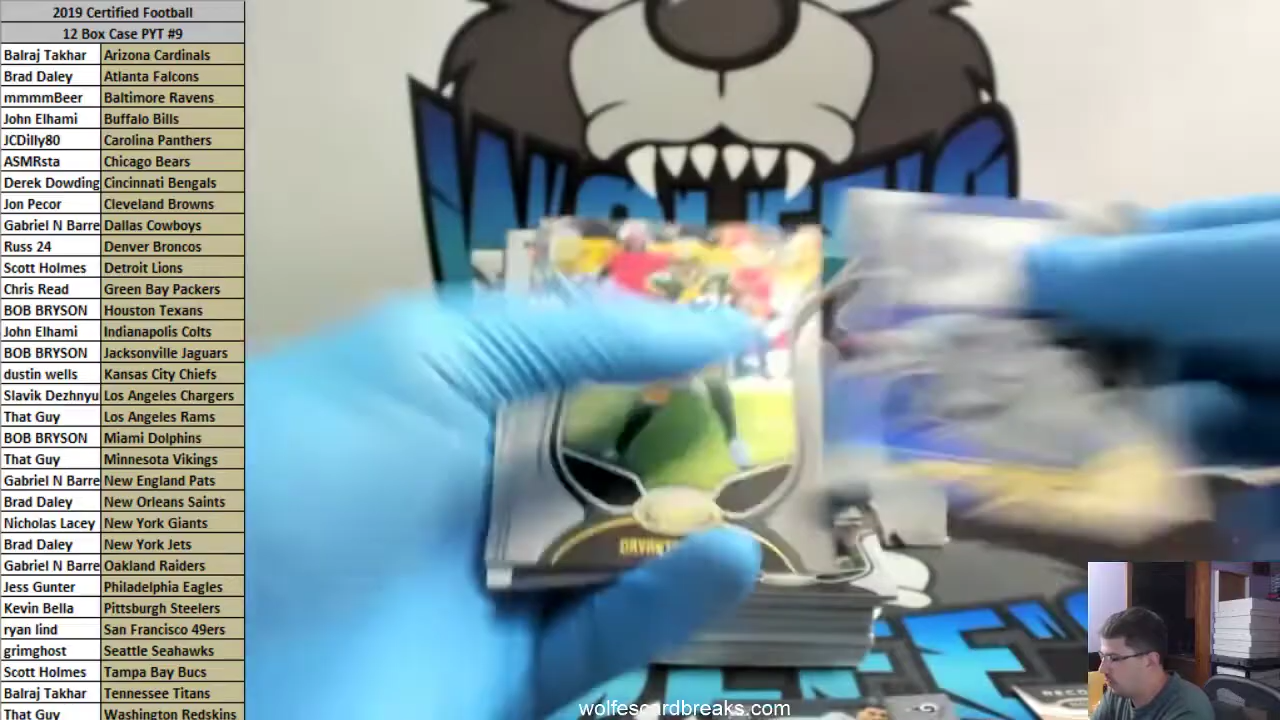 2019 Certified Football
12 Box Case PYT #9
Balraj Takhar Arizona Cardinals
Brad Daley Atlanta Falcons
mmmmBeer Baltimore Ravens
John Elhami Buffalo Bills
JCDilly80 Carolina Panthers
ASMRsta Chicago Bears
Derek Dowding Cincinnati Bengals
Jon Pecor Cleveland Browns
Gabriel N Barre Dallas Cowboys
Russ 24 Denver Broncos
Scott Holmes Detroit Lions
Chris Read Green Bay Packers
BOB BRYSON Houston Texans
John Elhami Indianapolis Colts
BOB BRYSON Jacksonville Jaguars
dustin wells Kansas City Chiefs
Slavik Dezhnyu Los Angeles Chargers
That Guy Los Angeles Rams
BOB BRYSON Miami Dolphins
That Guy Minnesota Vikings
Gabriel N Barre New England Pats
Brad Daley New Orleans Saints
Nicholas Lacey New York Giants
Brad Daley New York Jets
Gabriel N Barre Oakland Raiders
Jess Gunter Philadelphia Eagles
Kevin Bella Pittsburgh Steelers
ryan lind San Francisco 49ers
grimghost Seattle Seahawks
Scott Holmes Tampa Bay Bucs
Balraj Takhar Tennessee Titans
That Guy Washington Redskins
wolfescardbreaks.com